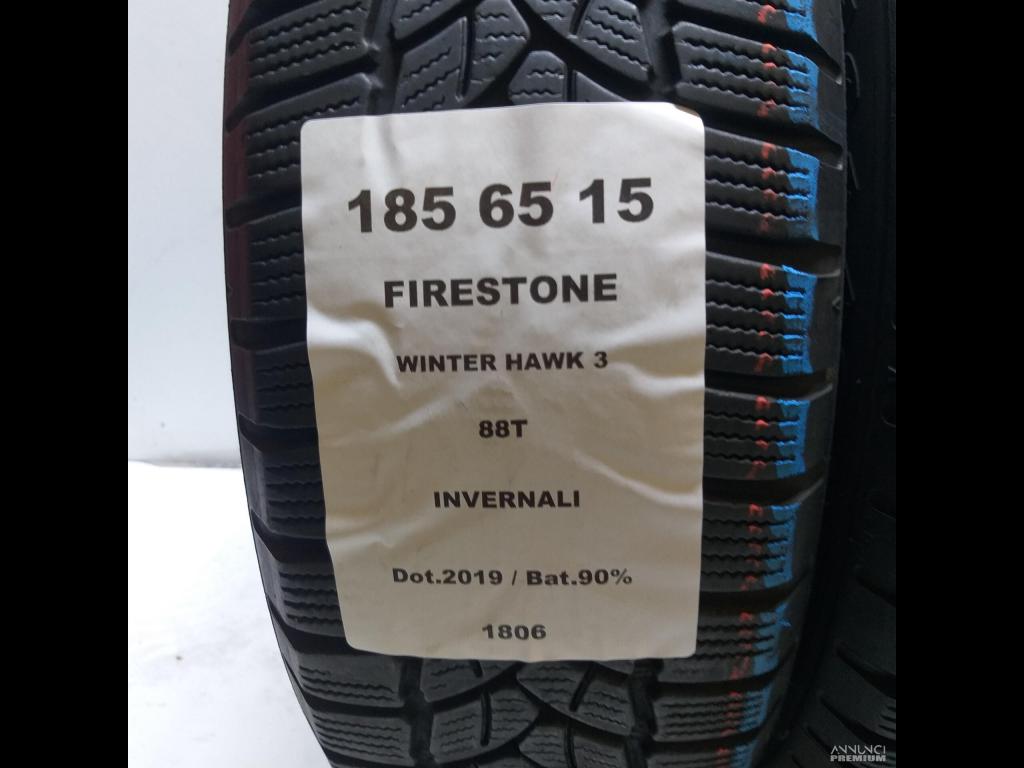 185 65 15
FIRESTONE
WINTER HAWK 3
88T
INVERNALI
Dot.2019 / Bat.90%
1806
ANNUNCI
PREMIUM